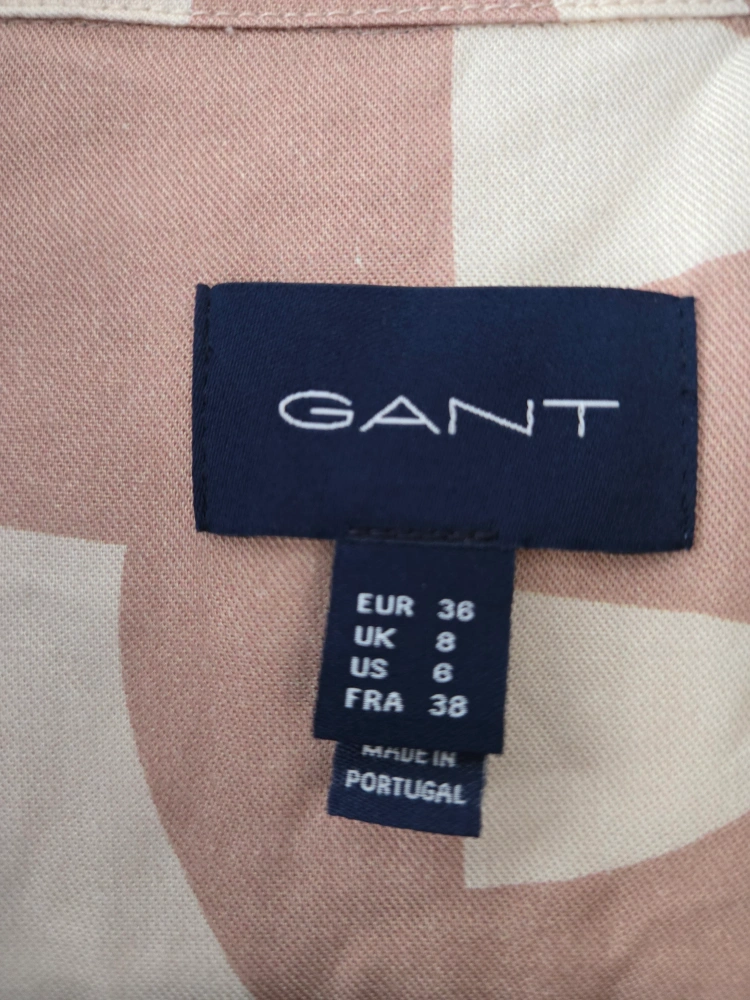 GANT
EUR 36
UK 8
US 6
FRA 38
MADE IN
PORTUGAL